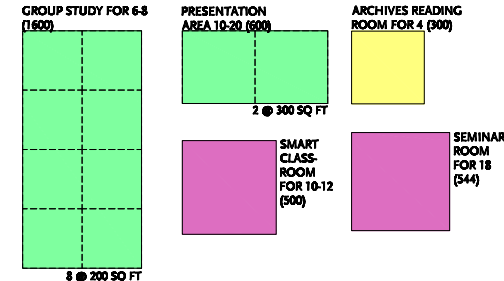 GROUP STUDY FOR 6-8
(1600)
8 @ 200 SQ FT
PRESENTATION
AREA 10-20 (600)
2 @ 300 SQ FT
ARCHIVES READING
ROOM FOR 4 (300)
SMART
CLASS-
ROOM
FOR 10-12
(500)
SEMINAR
ROOM
FOR 18
(544)